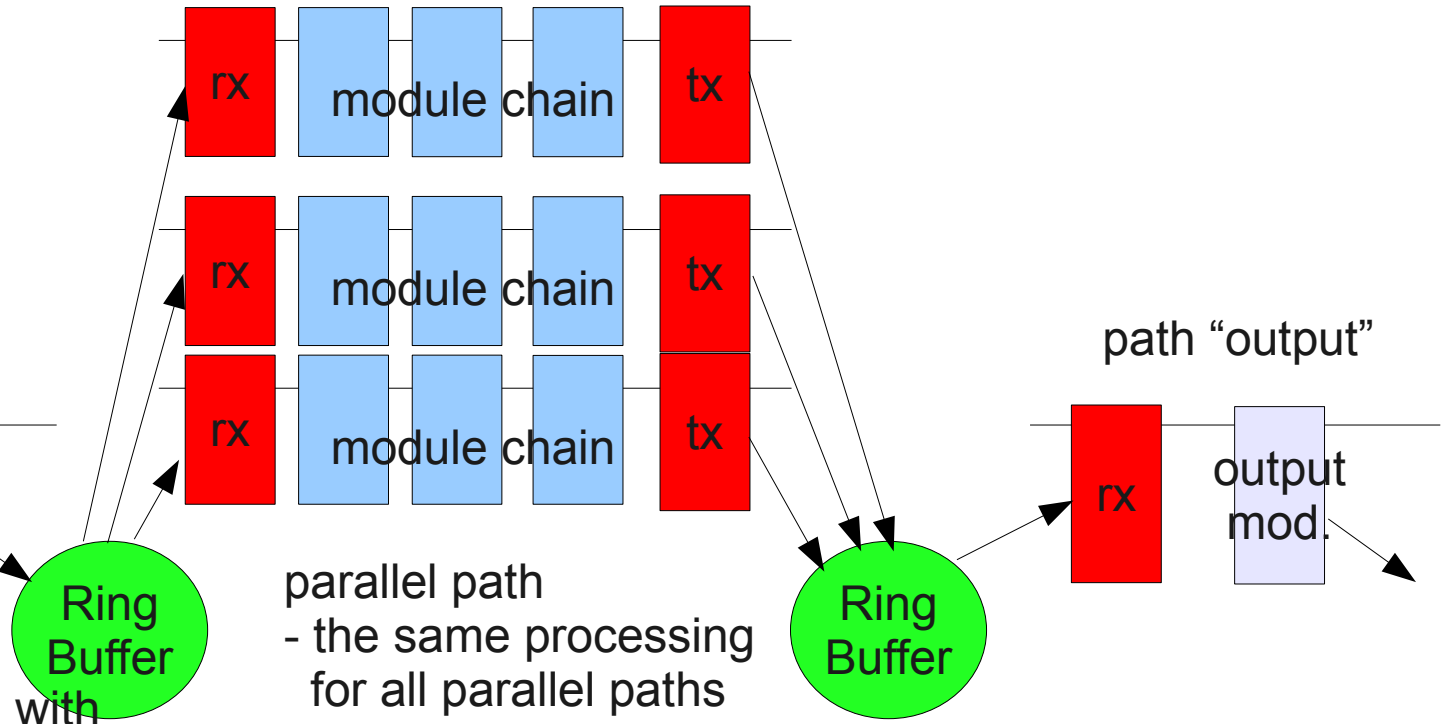 rx
module chain
tx
rx
module chain
tx
rx
module chain
tx
path “output”
rx
output
mod.
Ring
Buffer
with
parallel path
- the same processing
for all parallel paths
Ring
Buffer